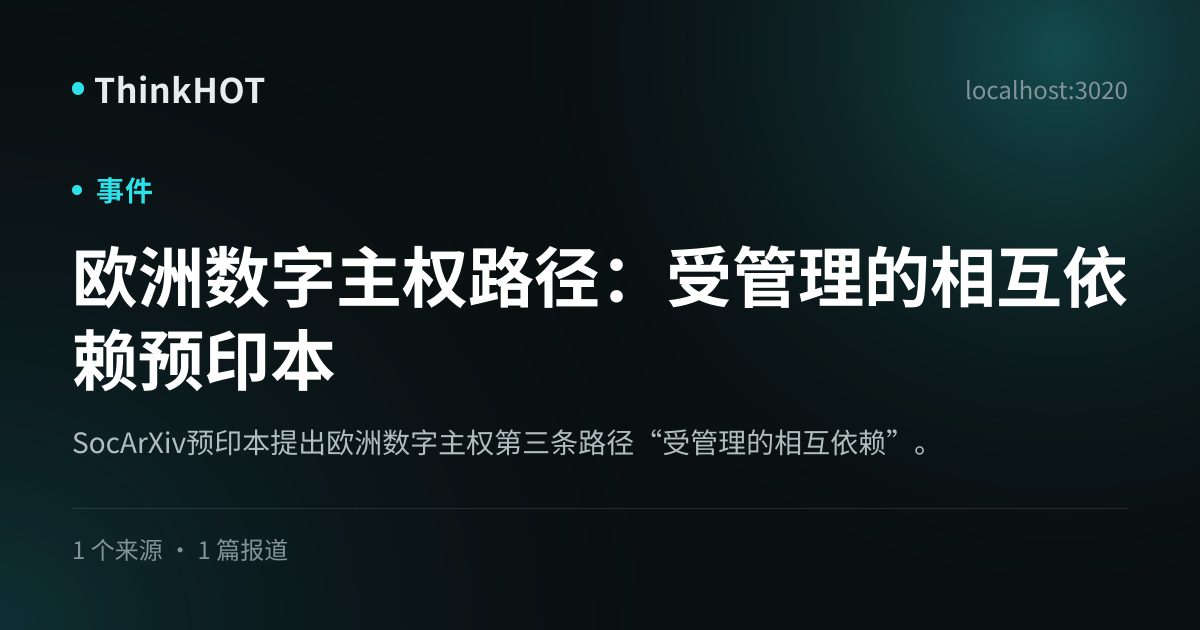 ThinkHOT
localhost:3020
事件
欧洲数字主权路径：受管理的相互依
赖预印本
SocArXiv预印本提出欧洲数字主权第三条路径“受管理的相互依赖”。
1 个来源 · 1 篇报道